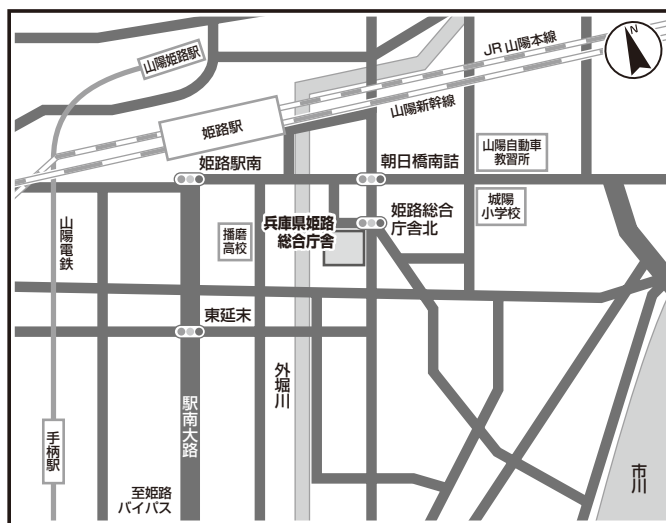 JR 山陽本線
N
山陽姫路駅
山陽新幹線
姫路駅
山陽自動車
教習所
姫路駅南
朝日橋南詰
城陽
小学校
山陽電鉄
播磨
高校
兵庫県姫路
総合庁舎
姫路総合
庁舎北
東延末
外堀川
駅南大路
手柄駅
市川
至姫路
バイパス